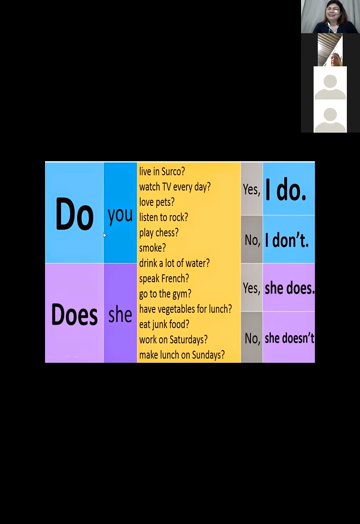 Do you
live in Surco?
watch TV every day?
love pets?
listen to rock?
play chess?
smoke?
drink a lot of water?
speak French?
go to the gym?
have vegetables for lunch?
eat junk food?
work on Saturdays?
make lunch on Sundays?
Yes, I do.
No, I don't.
Does she
Yes, she does.
No, she doesn't